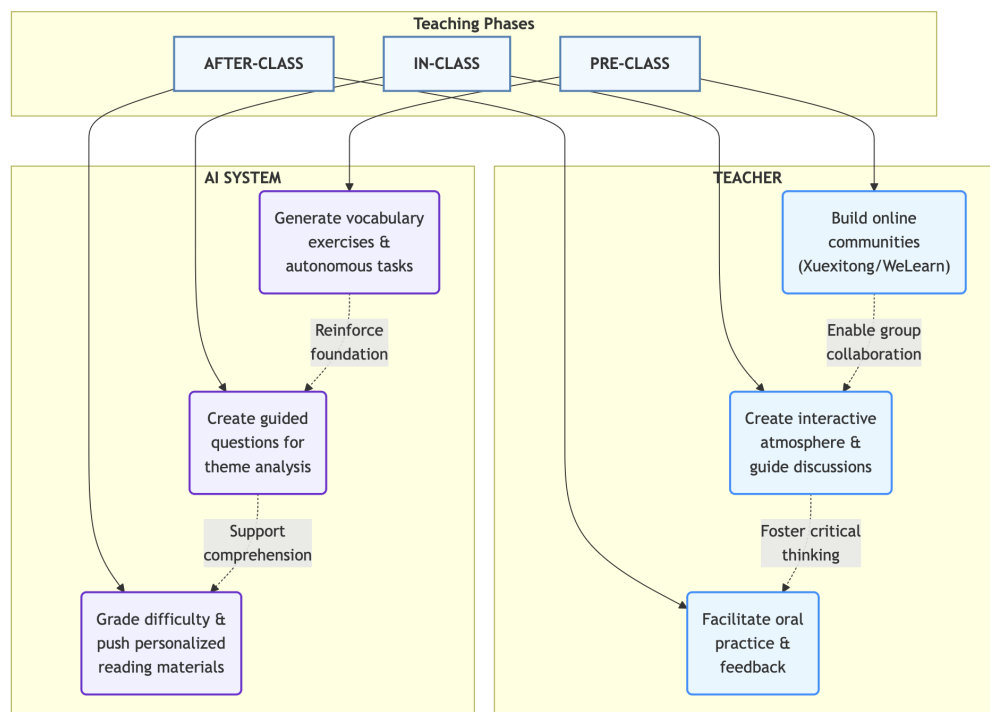 Teaching Phases
AFTER-CLASS
IN-CLASS
PRE-CLASS
AI SYSTEM
Generate vocabulary
exercises &
autonomous tasks
Reinforce
foundation
Create guided
questions for
theme analysis
Support
comprehension
Grade difficulty &
push personalized
reading materials
TEACHER
Build online
communities
(Xuexitong/WeLearn)
Enable group
collaboration
Create interactive
atmosphere &
guide discussions
Foster critical
thinking
Facilitate oral
practice &
feedback